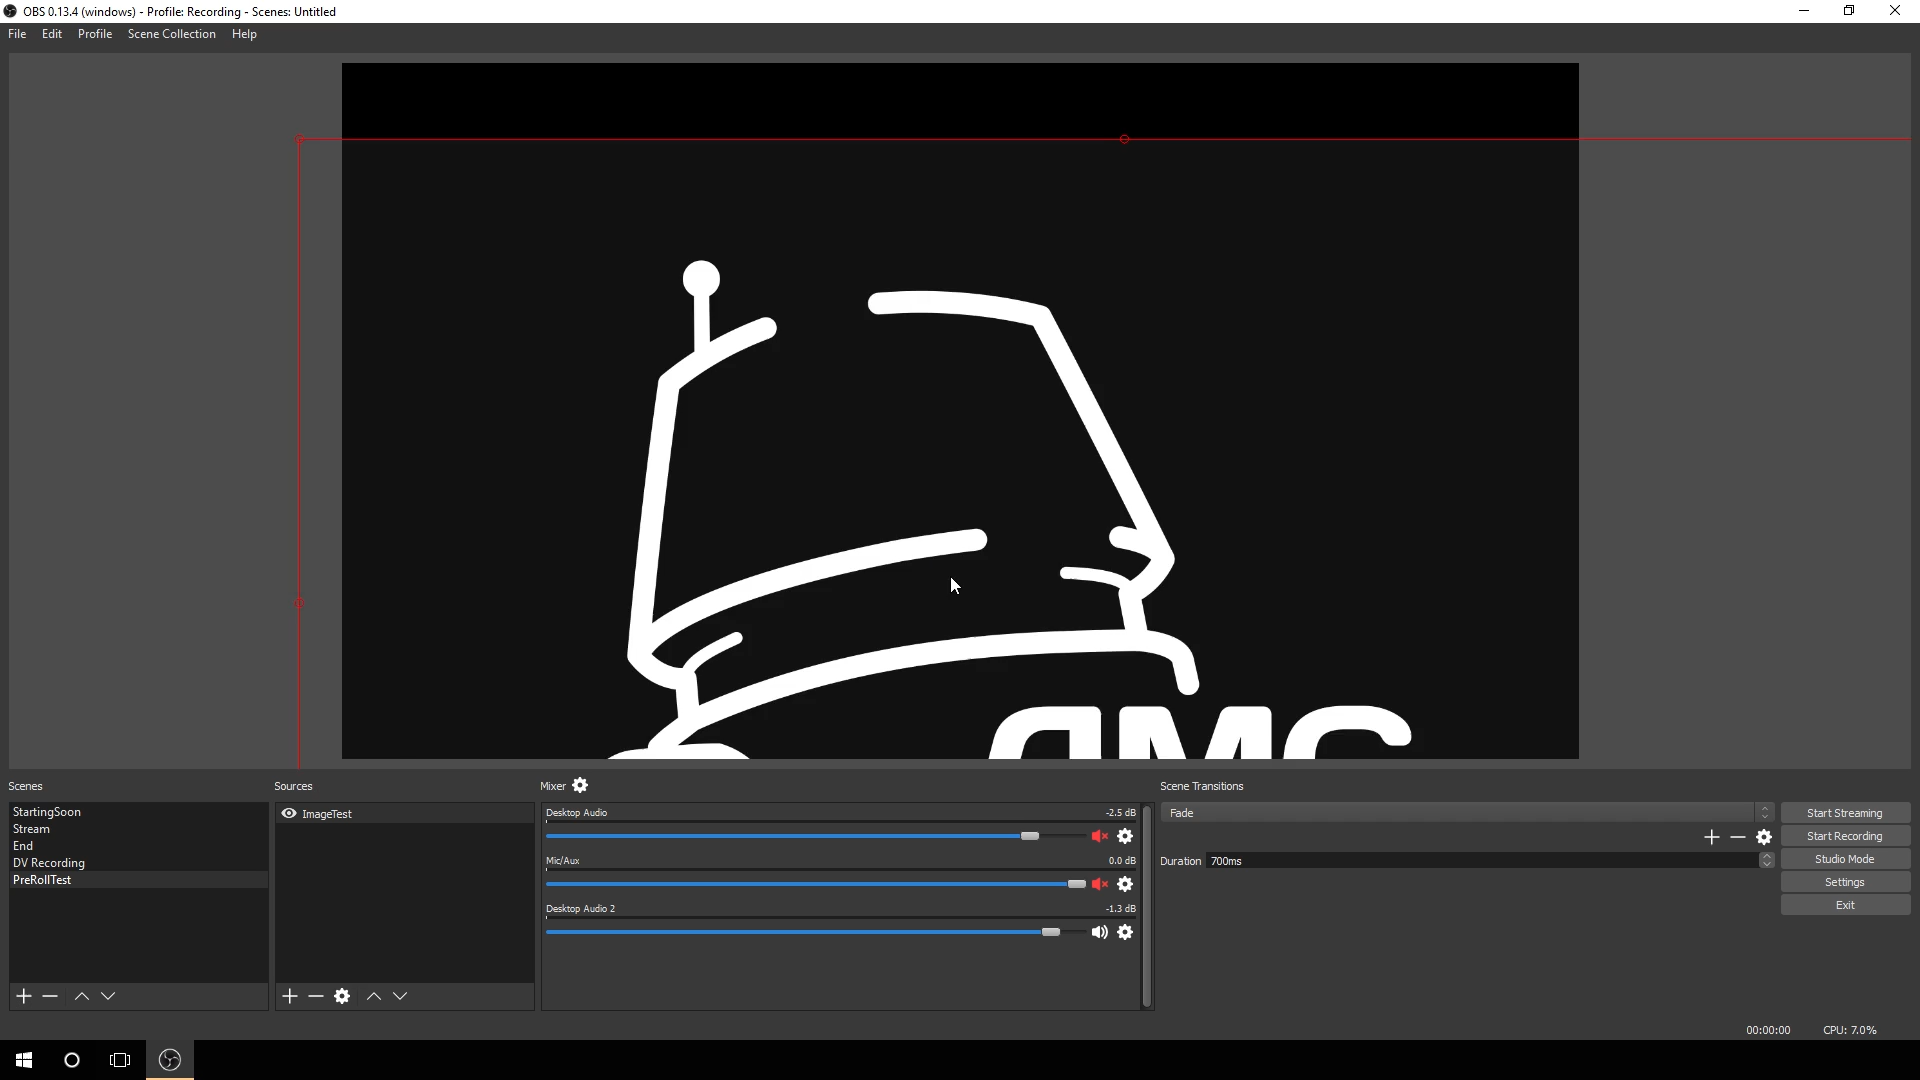 OBS 0.13.4 (windows) - Profile: Recording - Scenes: Untitled
File Edit Profile Scene Collection Help
Scenes
StartingSoon
Stream
End
DV Recording
PreRollTest
Sources
ImageTest
Mixer
Desktop Audio -2.5 dB
Mic/Aux 0.0 dB
Desktop Audio 2 -1.3 dB
Scene Transitions
Fade
Duration 700ms
Start Streaming
Start Recording
Studio Mode
Settings
Exit
00:00:00 CPU: 7.0%